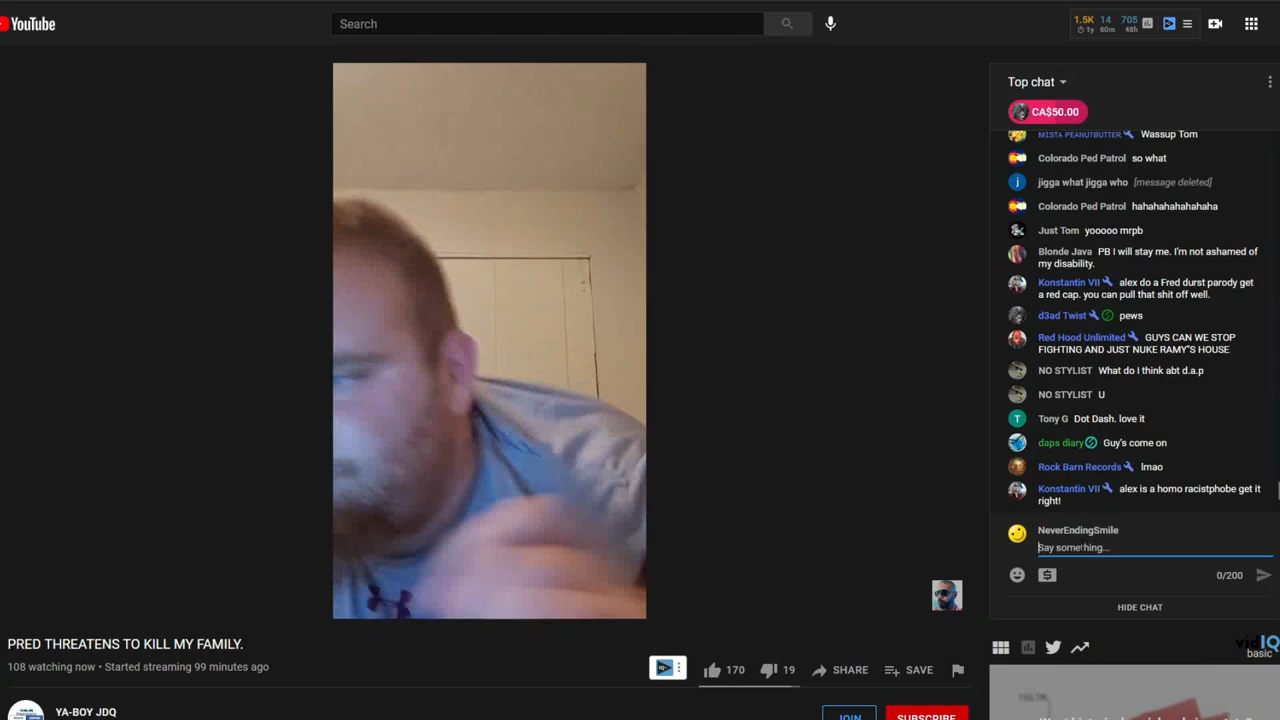 YouTube
Search
1.5K 14 705
1y 60m 48h
Top chat
CA$50.00
MISTA PEANUTBUTTER Wassup Tom
Colorado Ped Patrol so what
jigga what jigga who [message deleted]
Colorado Ped Patrol hahahahahahaha
Just Tom yooooo mrpb
Blonde Java PB I will stay me. I'm not ashamed of
my disability.
Konstantin VII alex do a Fred durst parody get
a red cap. you can pull that shit off well.
d3ad Twist pews
Red Hood Unlimited GUYS CAN WE STOP
FIGHTING AND JUST NUKE RAMY"S HOUSE
NO STYLIST What do I think abt d.a.p
NO STYLIST U
T Tony G Dot Dash. love it
daps diary Guy's come on
Rock Barn Records lmao
Konstantin VII alex is a homo racistphobe get it
right!
NeverEndingSmile
Say something...
0/200
HIDE CHAT
PRED THREATENS TO KILL MY FAMILY.
108 watching now • Started streaming 99 minutes ago
170 19 SHARE SAVE
vidIQ
basic
YA-BOY JDQ
JOIN SUBSCRIBE